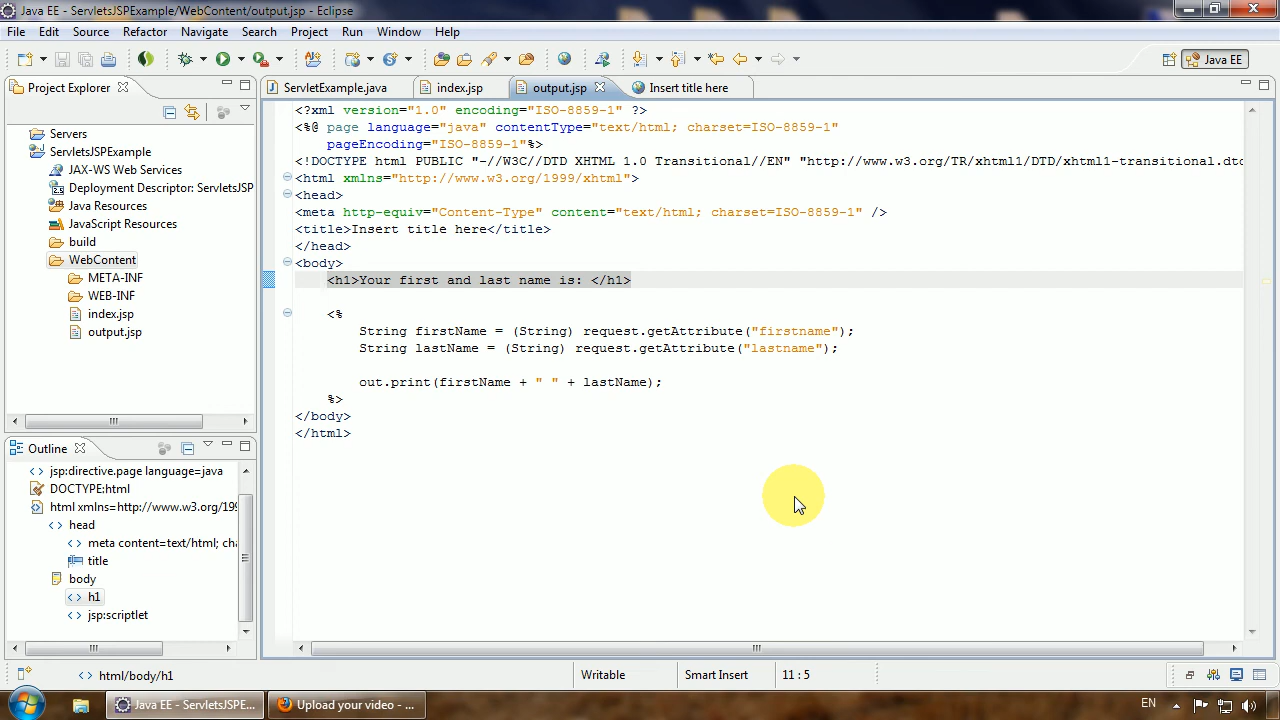 Java EE - ServletsJSPExample/WebContent/output.jsp - Eclipse
File Edit Source Refactor Navigate Search Project Run Window Help
Java EE
Project Explorer
Servers
ServletsJSPExample
JAX-WS Web Services
Deployment Descriptor: ServletsJSP
Java Resources
JavaScript Resources
build
WebContent
META-INF
WEB-INF
index.jsp
output.jsp
Outline
jsp:directive.page language=java
DOCTYPE:html
html xmlns=http://www.w3.org/199
head
meta content=text/html; cha
title
body
h1
jsp:scriptlet
ServletExample.java index.jsp output.jsp Insert title here
<?xml version="1.0" encoding="ISO-8859-1" ?>
<%@ page language="java" contentType="text/html; charset=ISO-8859-1"
pageEncoding="ISO-8859-1"%>
<!DOCTYPE html PUBLIC "-//W3C//DTD XHTML 1.0 Transitional//EN" "http://www.w3.org/TR/xhtml1/DTD/xhtml1-transitional.dtd
<html xmlns="http://www.w3.org/1999/xhtml">
<head>
<meta http-equiv="Content-Type" content="text/html; charset=ISO-8859-1" />
<title>Insert title here</title>
</head>
<body>
<h1>Your first and last name is: </h1>
<%
String firstName = (String) request.getAttribute("firstname");
String lastName = (String) request.getAttribute("lastname");
out.print(firstName + " " + lastName);
%>
</body>
</html>
html/body/h1 Writable Smart Insert 11 : 5
Java EE - ServletsJSPE... Upload your video - ... EN